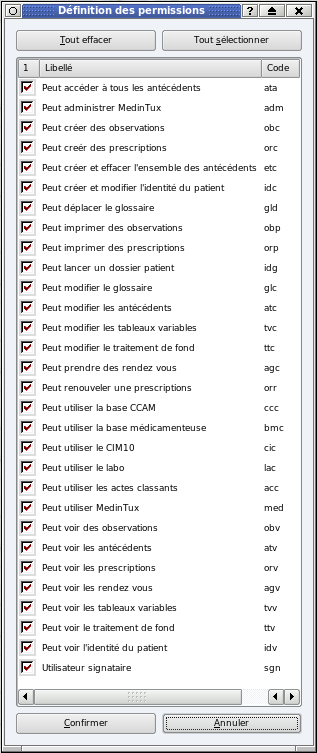 Définition des permissions ?
Tout effacer Tout sélectionner
1 Libellé Code
Peut accéder à tous les antécédents ata
Peut administrer MedinTux adm
Peut créer des observations obc
Peut créer des prescriptions orc
Peut créer et effacer l'ensemble des antécédents etc
Peut créer et modifier l'identité du patient idc
Peut déplacer le glossaire gld
Peut imprimer des observations obp
Peut imprimer des prescriptions orp
Peut lancer un dossier patient idg
Peut modifier le glossaire glc
Peut modifier les antécédents atc
Peut modifier les tableaux variables tvc
Peut modifier le traitement de fond ttc
Peut prendre des rendez vous agc
Peut renouveler une prescriptions orr
Peut utiliser la base CCAM ccc
Peut utiliser la base médicamenteuse bmc
Peut utiliser le CIM10 cic
Peut utiliser le labo lac
Peut utiliser les actes classants acc
Peut utiliser MedinTux med
Peut voir des observations obv
Peut voir les antécédents atv
Peut voir les prescriptions orv
Peut voir les rendez vous agv
Peut voir les tableaux variables tvv
Peut voir le traitement de fond ttv
Peut voir l'identité du patient idv
Utilisateur signataire sgn
Confirmer Annuler